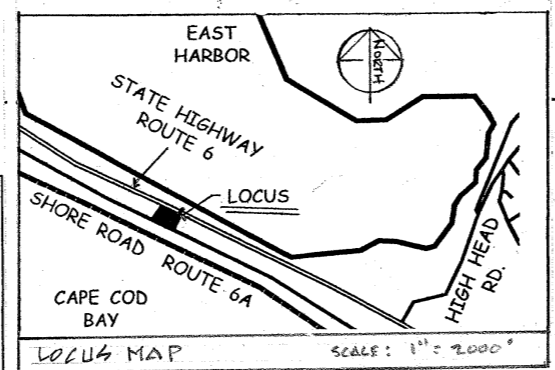 EAST
HARBOR
NORTH
STATE HIGHWAY
ROUTE 6
LOCUS
SHORE ROAD ROUTE 6A
HIGH HEAD
RD.
CAPE COD
BAY
LOCUS MAP
SCALE: 1" = 2000'